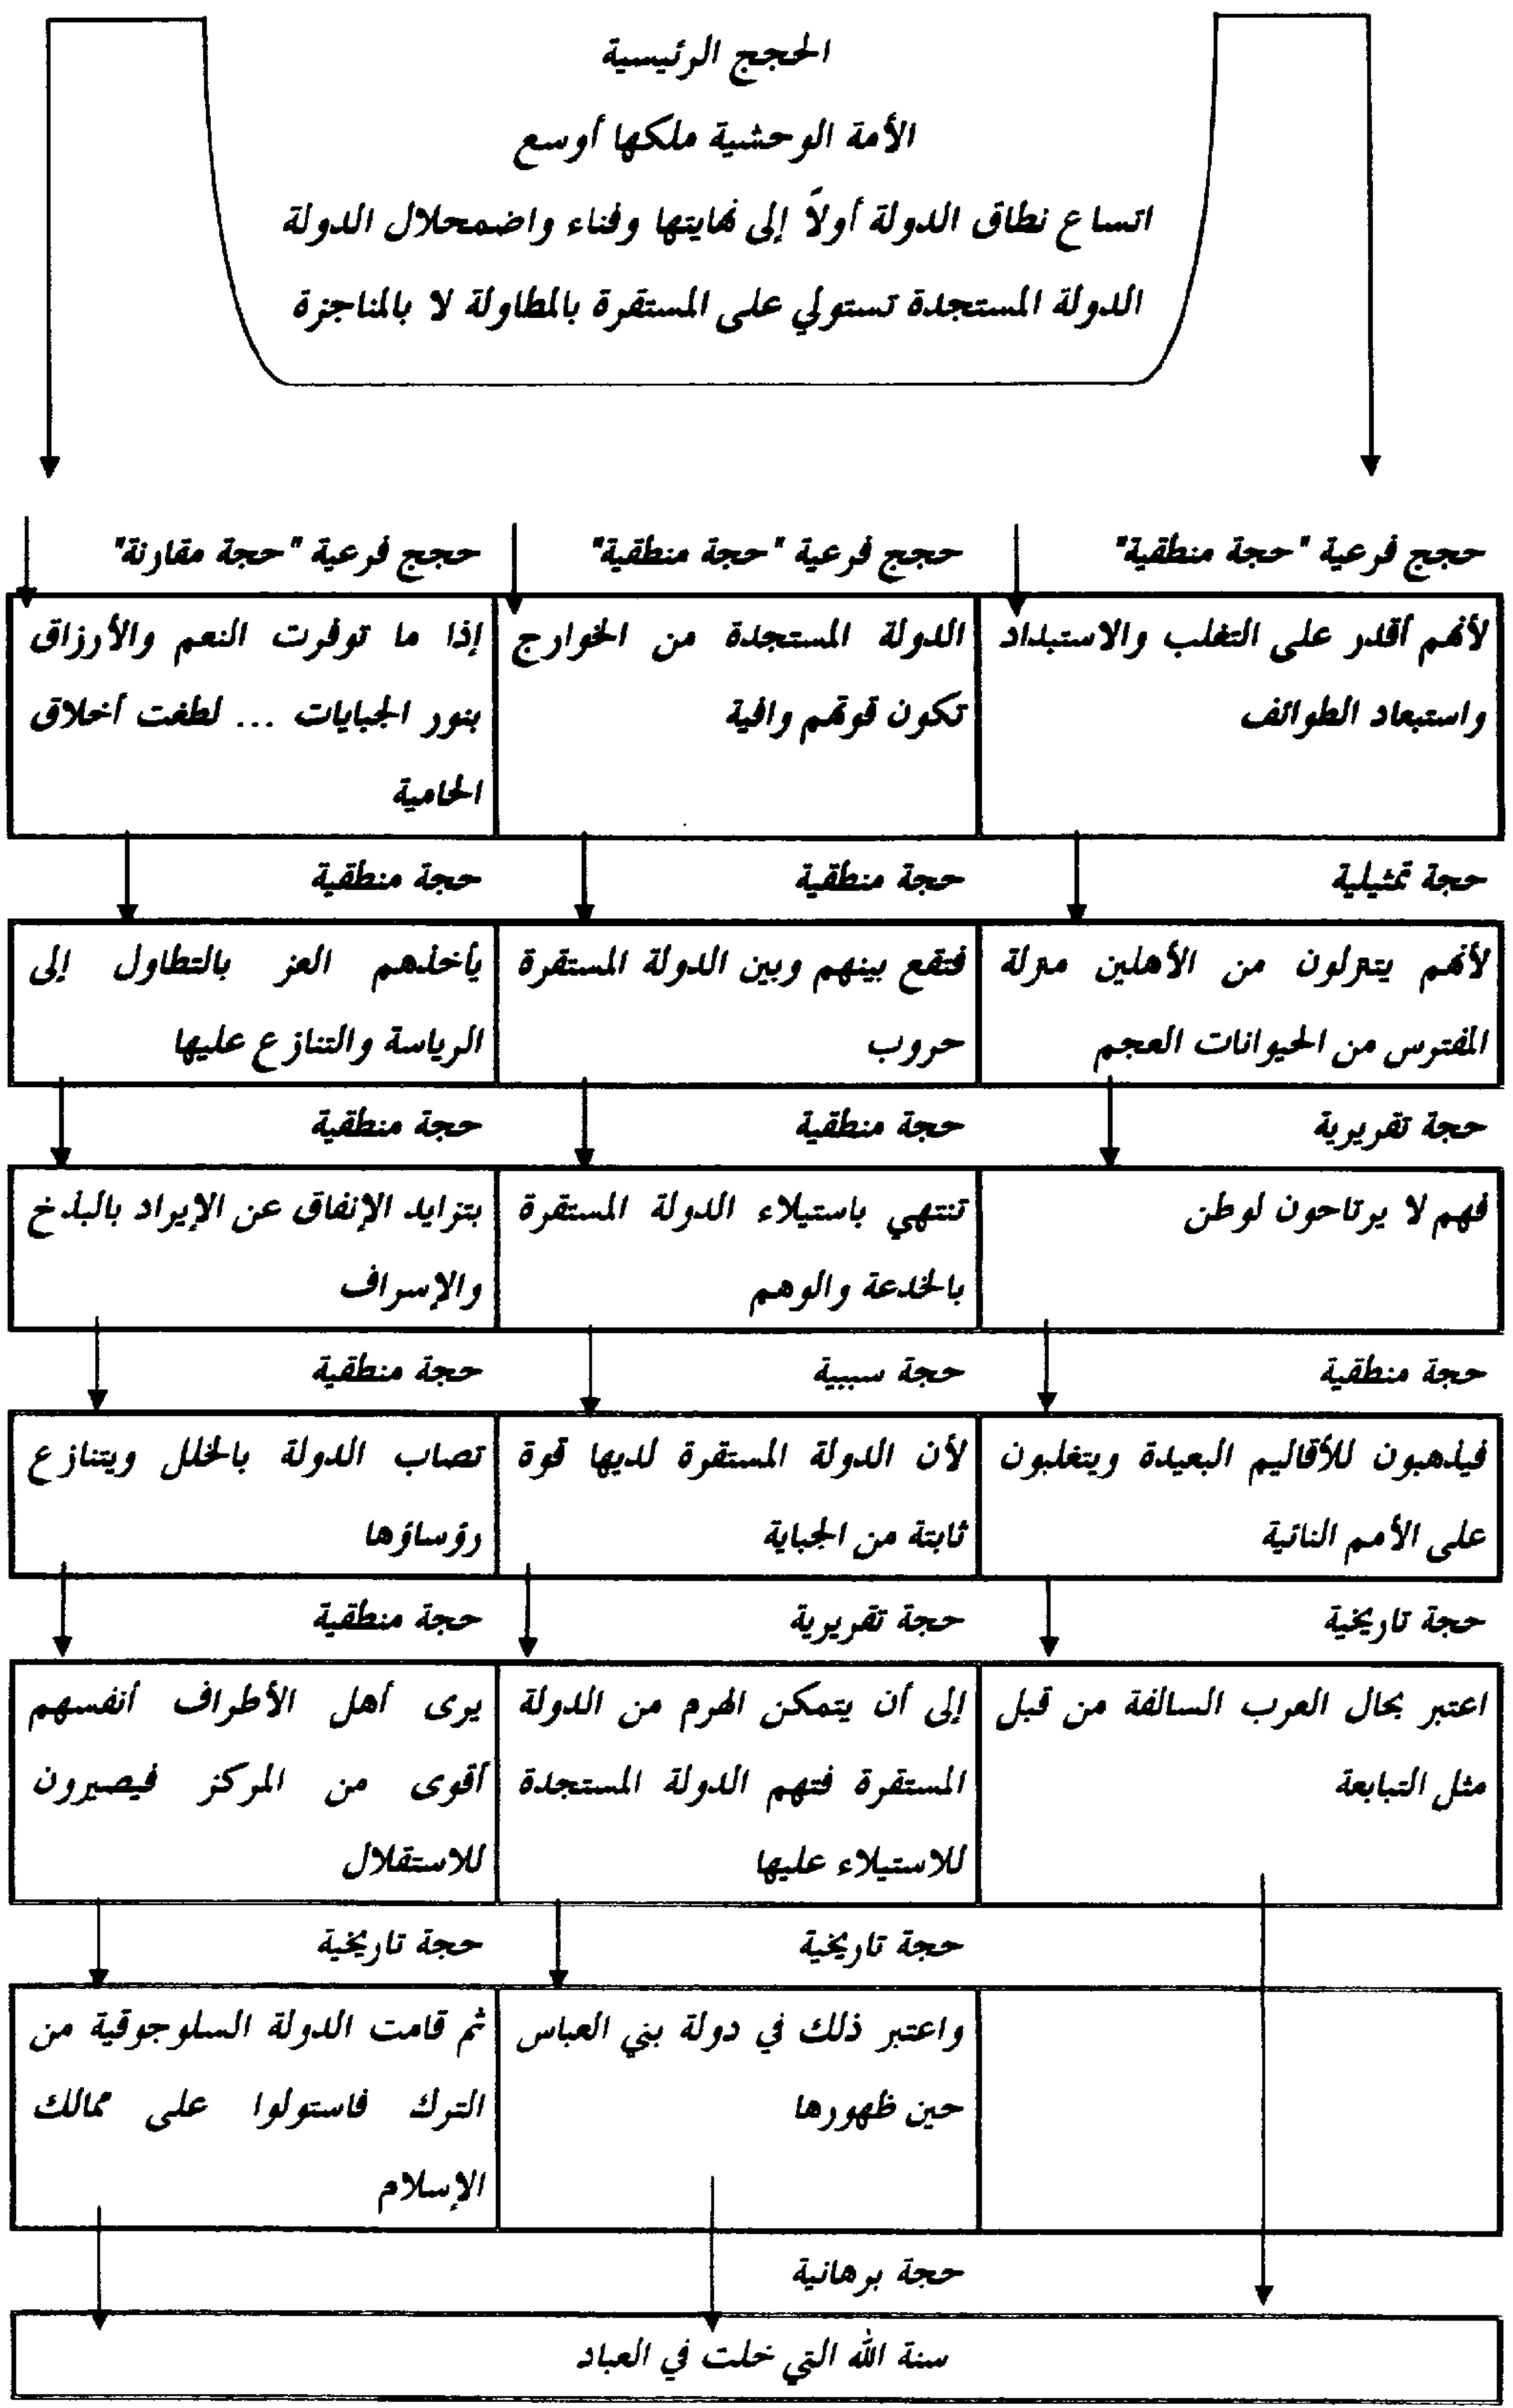 الحجج الرئيسية
الأمة الوحشية ملكها أوسع
اتساع نطاق الدولة أولاً إلى نهايتها وفناء واضمحلال الدولة
الدولة المستجدة تستولي على المستقرة بالمطاولة لا بالمناجزة
حجج فرعية "حجة منطقية"
حجج فرعية "حجة منطقية"
حجج فرعية "حجة مقارنة"
لأنهم أقدر على التغلب والاستبداد
واستبعاد الطوائف
الدولة المستجدة من الخوارج
تكون قوتهم وافية
إذا ما توفرت النعم والأرزاق
بنور الجبايات ... لطفت أخلاق
الحامية
حجة تمثيلية
حجة منطقية
حجة منطقية
لأنهم يتنزلون من الأهلين منزلة
المفترس من الحيوانات العجم
فتقع بينهم وبين الدولة المستقرة
حروب
يأخذهم العز بالتطاول إلى
الرياسة والتنازع عليها
حجة تقريرية
حجة منطقية
حجة منطقية
فهم لا يرتاحون لوطن
تنتهي باستيلاء الدولة المستقرة
بالخدعة والوهم
بتزايد الإنفاق عن الإيراد بالبذخ
والإسراف
حجة منطقية
حجة سببية
حجة منطقية
فيذهبون للأقاليم البعيدة ويتغلبون
على الأمم النائية
لأن الدولة المستقرة لديها قوة
ثابتة من الجباية
تصاب الدولة بالخلل ويتنازع
رؤساؤها
حجة تاريخية
حجة تقريرية
حجة منطقية
اعتبر بحال العرب السالفة من قبل
مثل التبابعة
إلى أن يتمكن الهرم من الدولة
المستقرة فتهم الدولة المستجدة
للاستيلاء عليها
يرى أهل الأطراف أنفسهم
أقوى من المركز فيصيرون
للاستقلال
حجة تاريخية
حجة تاريخية
واعتبر ذلك في دولة بني العباس
حين ظهورها
ثم قامت الدولة السلوجوقية من
الترك فاستولوا على ممالك
الإسلام
حجة برهانية
سنة الله التي خلت في العباد